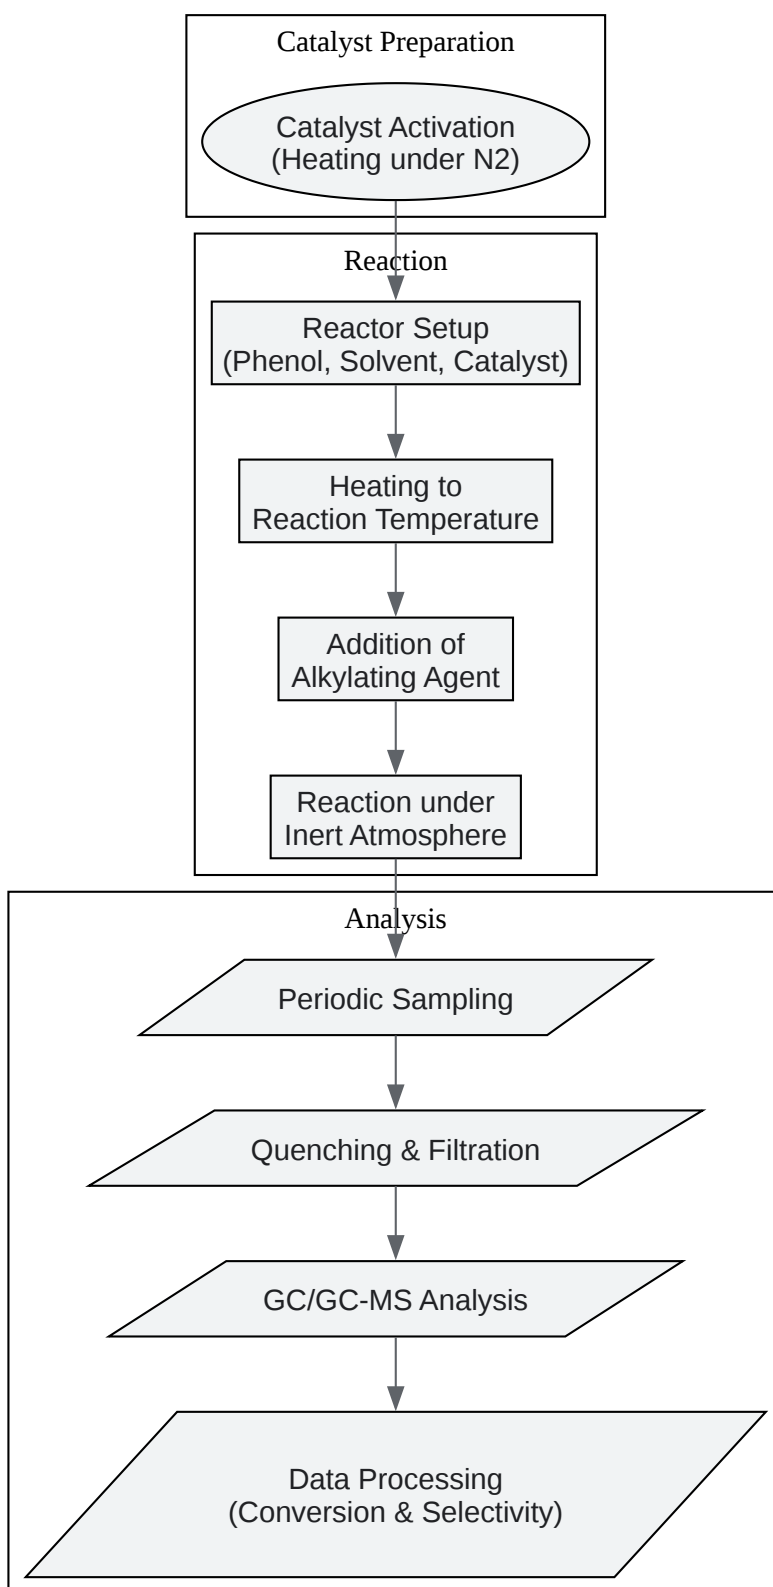 Catalyst Preparation
Catalyst Activation
(Heating under N2)
Reaction
Reactor Setup
(Phenol, Solvent, Catalyst)
Heating to
Reaction Temperature
Addition of
Alkylating Agent
Reaction under
Inert Atmosphere
Analysis
Periodic Sampling
Quenching & Filtration
GC/GC-MS Analysis
Data Processing
(Conversion & Selectivity)